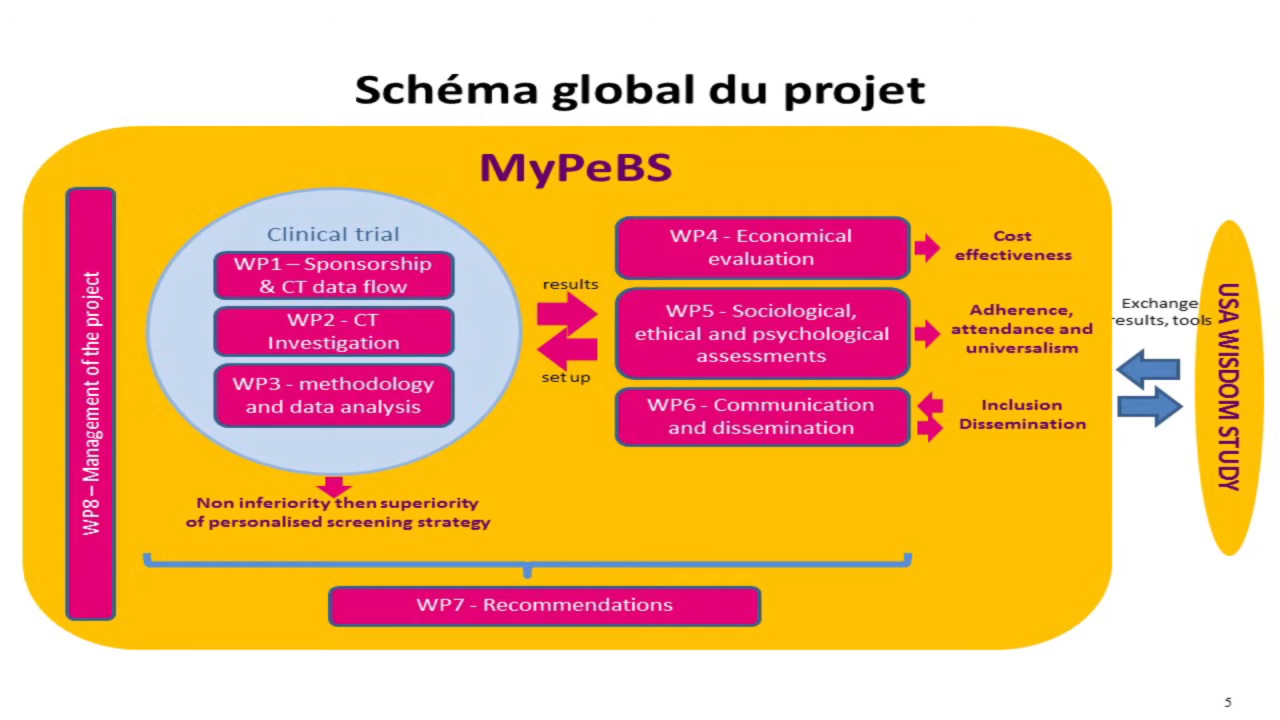 Schéma global du projet
MyPeBS
WP8 – Management of the project
Clinical trial
WP1 – Sponsorship
& CT data flow
WP2 - CT
Investigation
WP3 - methodology
and data analysis
Non inferiority then superiority
of personalised screening strategy
results
set up
WP4 - Economical
evaluation
Cost
effectiveness
WP5 - Sociological,
ethical and psychological
assessments
Adherence,
attendance and
universalism
WP6 - Communication
and dissemination
Inclusion
Dissemination
WP7 - Recommendations
Exchange
results, tools
USA WISDOM STUDY
5